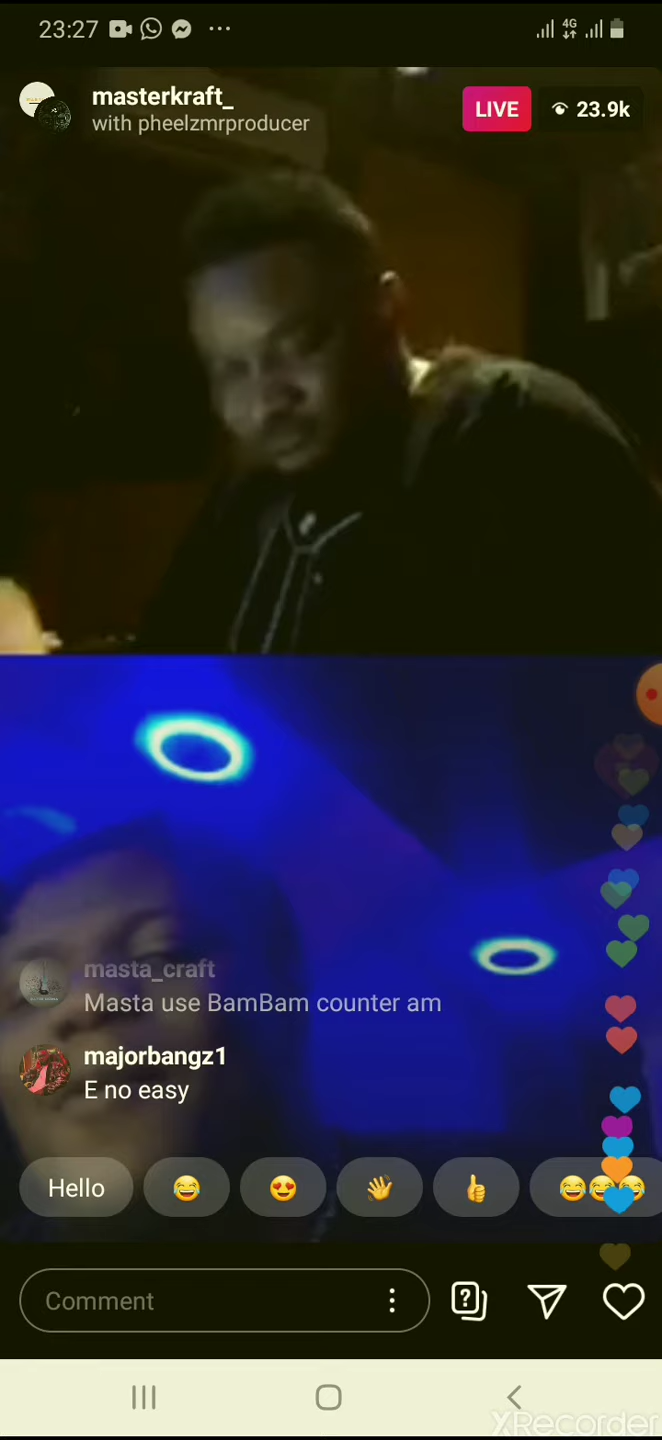 23:27
4G
masterkraft_
with pheelzmrproducer
LIVE
23.9k
masta_craft
Masta use BamBam counter am
majorbangz1
E no easy
Hello
Comment
XRecorder